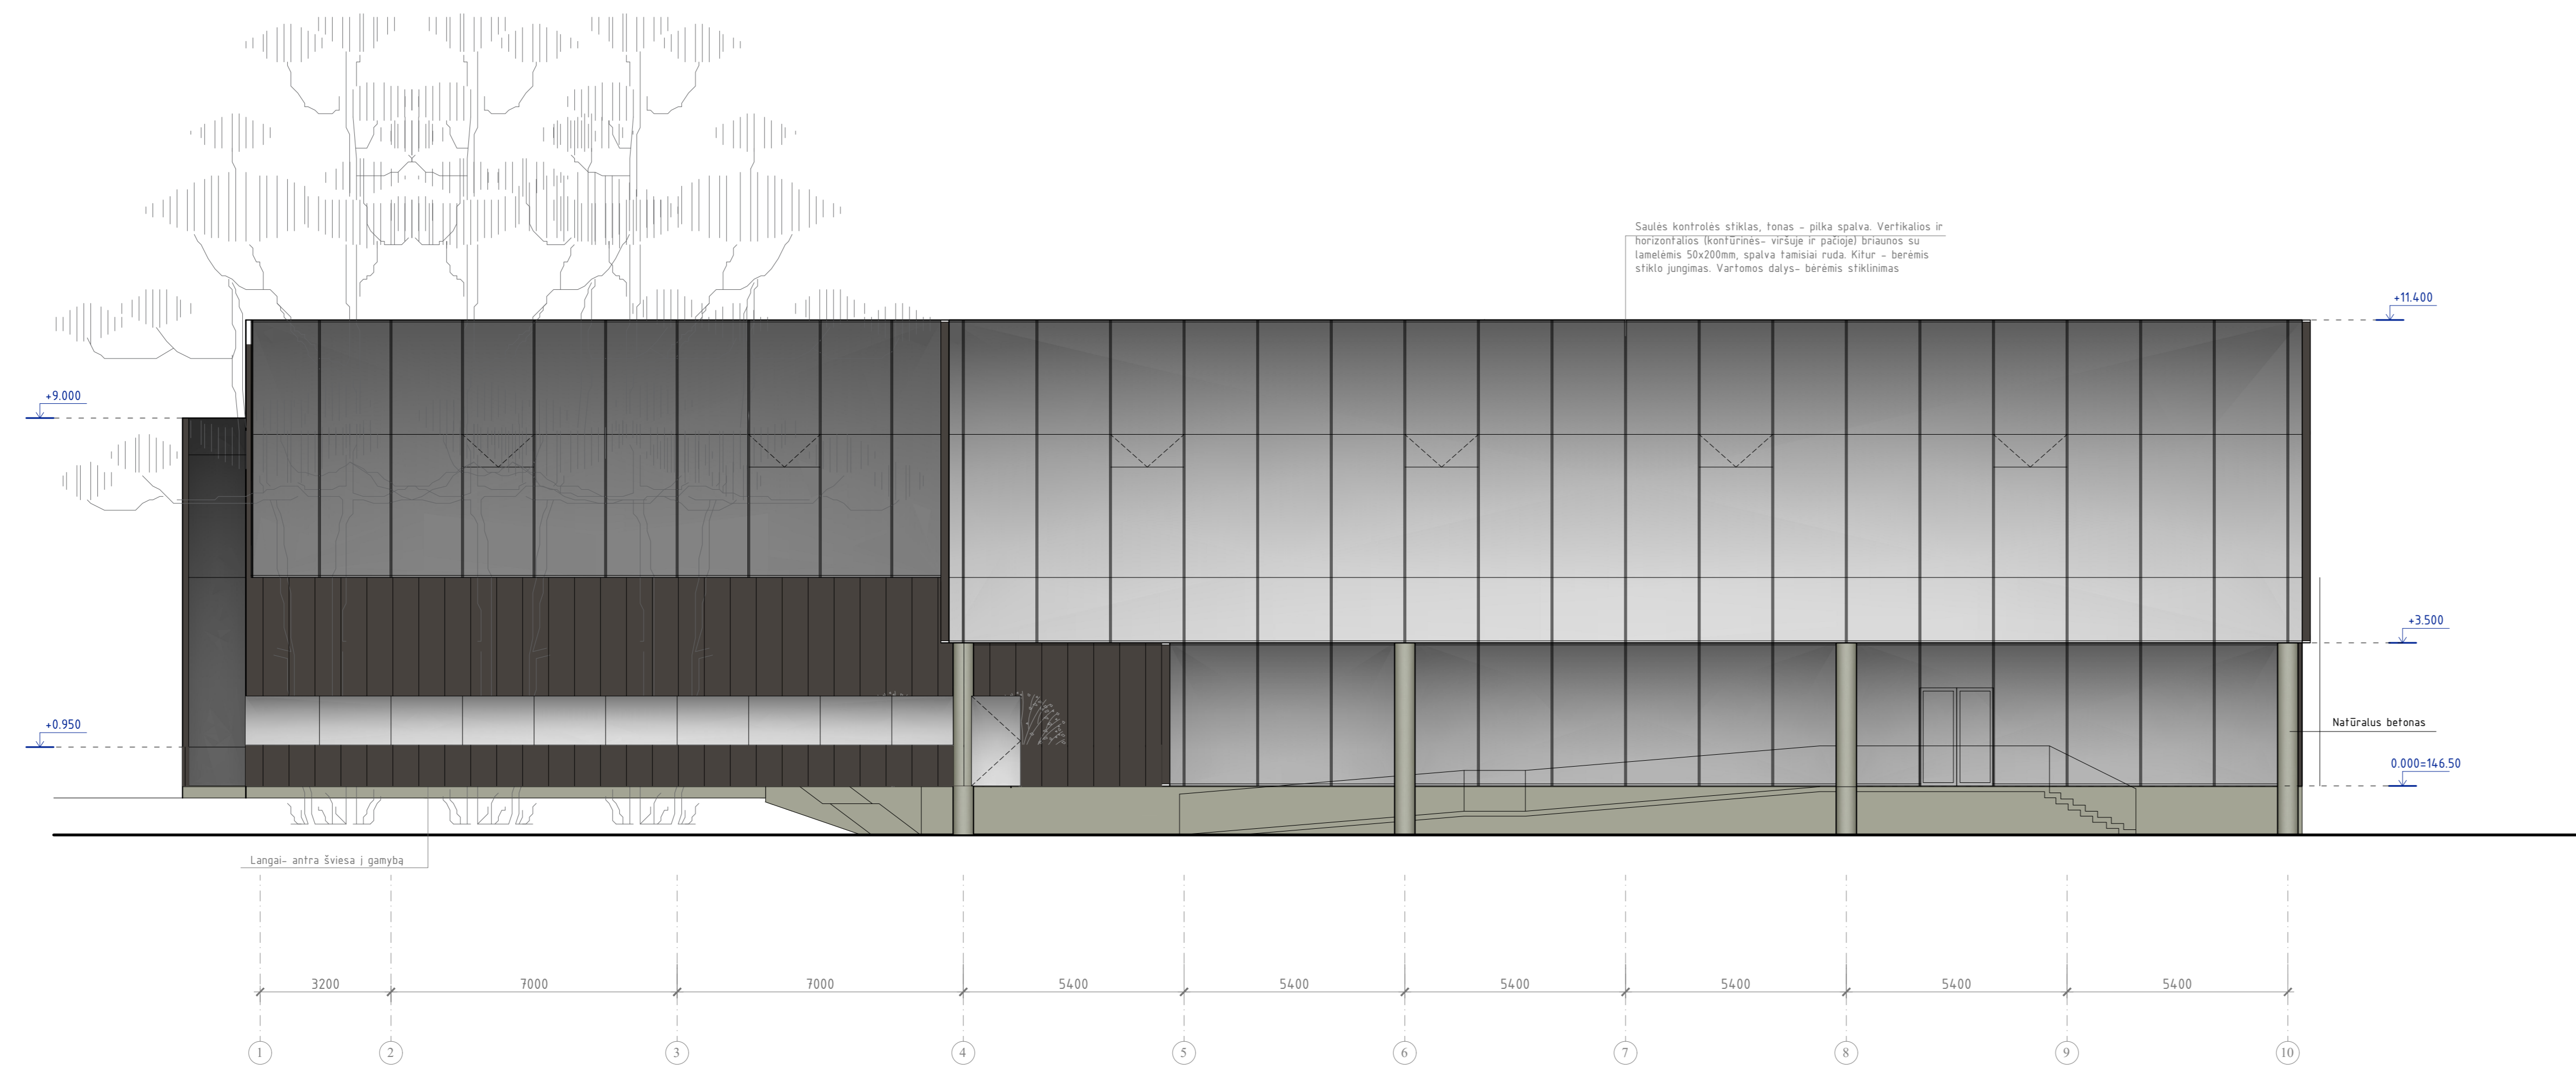 Saulės kontrolės stiklas, tonas - pilka spalva. Vertikalios ir
horizontalios (kontūrinės- viršuje ir pačioje) briaunos su
lamelėmis 50x200mm, spalva tamisiai ruda. Kitur - berėmis
stiklo jungimas. Vartomos dalys- bėrėmis stiklinimas
+11.400
+9.000
+3.500
+0.950
Natūralus betonas
0.000=146.50
Langai- antra šviesa į gamybą
3200 7000 7000 5400 5400 5400 5400 5400 5400
1 2 3 4 5 6 7 8 9 10